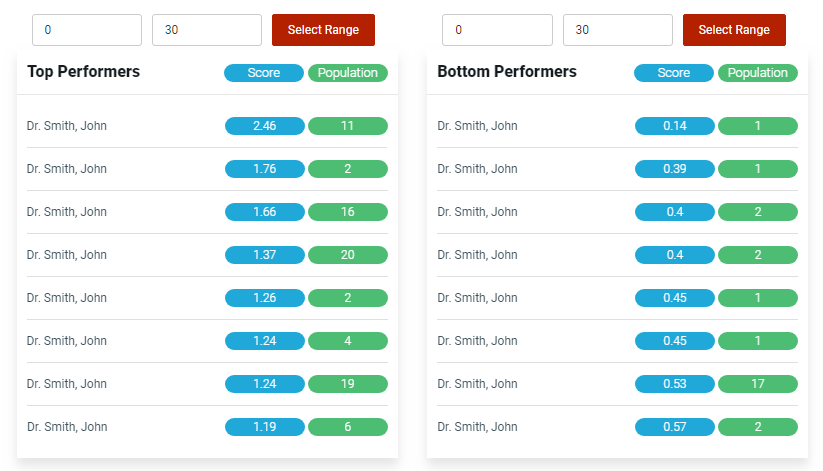 0 30 Select Range
Top Performers Score Population
Dr. Smith, John 2.46 11
Dr. Smith, John 1.76 2
Dr. Smith, John 1.66 16
Dr. Smith, John 1.37 20
Dr. Smith, John 1.26 2
Dr. Smith, John 1.24 4
Dr. Smith, John 1.24 19
Dr. Smith, John 1.19 6
0 30 Select Range
Bottom Performers Score Population
Dr. Smith, John 0.14 1
Dr. Smith, John 0.39 1
Dr. Smith, John 0.4 2
Dr. Smith, John 0.4 2
Dr. Smith, John 0.45 1
Dr. Smith, John 0.45 1
Dr. Smith, John 0.53 17
Dr. Smith, John 0.57 2